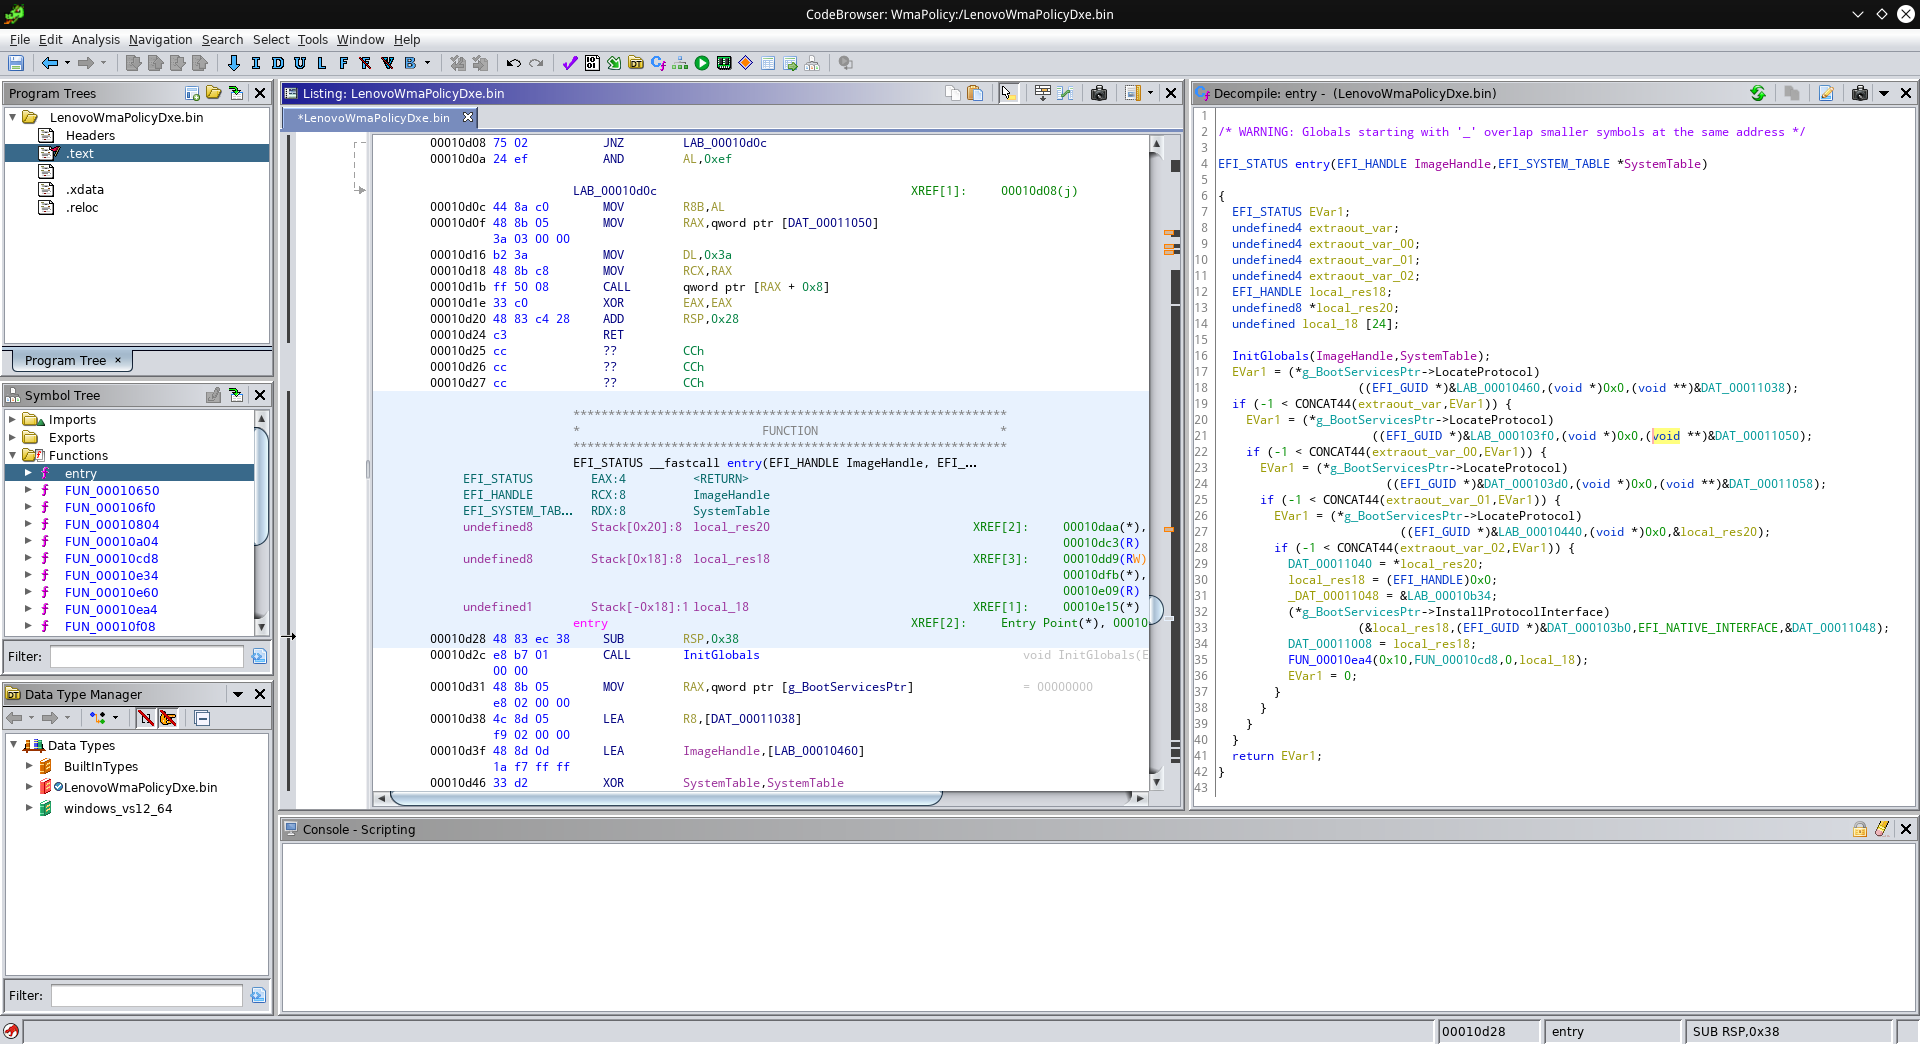 CodeBrowser: WmaPolicy:/LenovoWmaPolicyDxe.bin
File Edit Analysis Navigation Search Select Tools Window Help
I D U L F F V B
Program Trees
LenovoWmaPolicyDxe.bin
Headers
.text
.xdata
.reloc
Program Tree ×
Symbol Tree
Imports
Exports
Functions
entry
FUN_00010650
FUN_000106f0
FUN_00010804
FUN_00010a04
FUN_00010cd8
FUN_00010e34
FUN_00010e60
FUN_00010ea4
FUN_00010f08
Filter:
Data Type Manager
Data Types
BuiltInTypes
LenovoWmaPolicyDxe.bin
windows_vs12_64
Filter:
Listing: LenovoWmaPolicyDxe.bin
*LenovoWmaPolicyDxe.bin
00010d08 75 02 JNZ LAB_00010d0c
00010d0a 24 ef AND AL,0xef
LAB_00010d0c XREF[1]: 00010d08(j)
00010d0c 44 8a c0 MOV R8B,AL
00010d0f 48 8b 05 MOV RAX,qword ptr [DAT_00011050]
3a 03 00 00
00010d16 b2 3a MOV DL,0x3a
00010d18 48 8b c8 MOV RCX,RAX
00010d1b ff 50 08 CALL qword ptr [RAX + 0x8]
00010d1e 33 c0 XOR EAX,EAX
00010d20 48 83 c4 28 ADD RSP,0x28
00010d24 c3 RET
00010d25 cc ?? CCh
00010d26 cc ?? CCh
00010d27 cc ?? CCh
**************************************************************
* FUNCTION *
**************************************************************
EFI_STATUS __fastcall entry(EFI_HANDLE ImageHandle, EFI_...
EFI_STATUS EAX:4 <RETURN>
EFI_HANDLE RCX:8 ImageHandle
EFI_SYSTEM_TAB... RDX:8 SystemTable
undefined8 Stack[0x20]:8 local_res20 XREF[2]: 00010daa(*),
00010dc3(R)
undefined8 Stack[0x18]:8 local_res18 XREF[3]: 00010dd9(RW)
00010dfb(*),
00010e09(R)
undefined1 Stack[-0x18]:1 local_18 XREF[1]: 00010e15(*)
entry XREF[2]: Entry Point(*), 00010
00010d28 48 83 ec 38 SUB RSP,0x38
00010d2c e8 b7 01 CALL InitGlobals void InitGlobals(E
00 00
00010d31 48 8b 05 MOV RAX,qword ptr [g_BootServicesPtr] = 00000000
e8 02 00 00
00010d38 4c 8d 05 LEA R8,[DAT_00011038]
f9 02 00 00
00010d3f 48 8d 0d LEA ImageHandle,[LAB_00010460]
1a f7 ff ff
00010d46 33 d2 XOR SystemTable,SystemTable
Decompile: entry - (LenovoWmaPolicyDxe.bin)
1
2 /* WARNING: Globals starting with '_' overlap smaller symbols at the same address */
3
4 EFI_STATUS entry(EFI_HANDLE ImageHandle,EFI_SYSTEM_TABLE *SystemTable)
5
6 {
7 EFI_STATUS EVar1;
8 undefined4 extraout_var;
9 undefined4 extraout_var_00;
10 undefined4 extraout_var_01;
11 undefined4 extraout_var_02;
12 EFI_HANDLE local_res18;
13 undefined8 *local_res20;
14 undefined local_18 [24];
15
16 InitGlobals(ImageHandle,SystemTable);
17 EVar1 = (*g_BootServicesPtr->LocateProtocol)
18 ((EFI_GUID *)&LAB_00010460,(void *)0x0,(void **)&DAT_00011038);
19 if (-1 < CONCAT44(extraout_var,EVar1)) {
20 EVar1 = (*g_BootServicesPtr->LocateProtocol)
21 ((EFI_GUID *)&LAB_000103f0,(void *)0x0,(void **)&DAT_00011050);
22 if (-1 < CONCAT44(extraout_var_00,EVar1)) {
23 EVar1 = (*g_BootServicesPtr->LocateProtocol)
24 ((EFI_GUID *)&DAT_000103d0,(void *)0x0,(void **)&DAT_00011058);
25 if (-1 < CONCAT44(extraout_var_01,EVar1)) {
26 EVar1 = (*g_BootServicesPtr->LocateProtocol)
27 ((EFI_GUID *)&LAB_00010440,(void *)0x0,&local_res20);
28 if (-1 < CONCAT44(extraout_var_02,EVar1)) {
29 DAT_00011040 = *local_res20;
30 local_res18 = (EFI_HANDLE)0x0;
31 _DAT_00011048 = &LAB_00010b34;
32 (*g_BootServicesPtr->InstallProtocolInterface)
33 (&local_res18,(EFI_GUID *)&DAT_000103b0,EFI_NATIVE_INTERFACE,&DAT_00011048);
34 DAT_00011008 = local_res18;
35 FUN_00010ea4(0x10,FUN_00010cd8,0,local_18);
36 EVar1 = 0;
37 }
38 }
39 }
40 }
41 return EVar1;
42 }
43
Console - Scripting
00010d28 entry SUB RSP,0x38